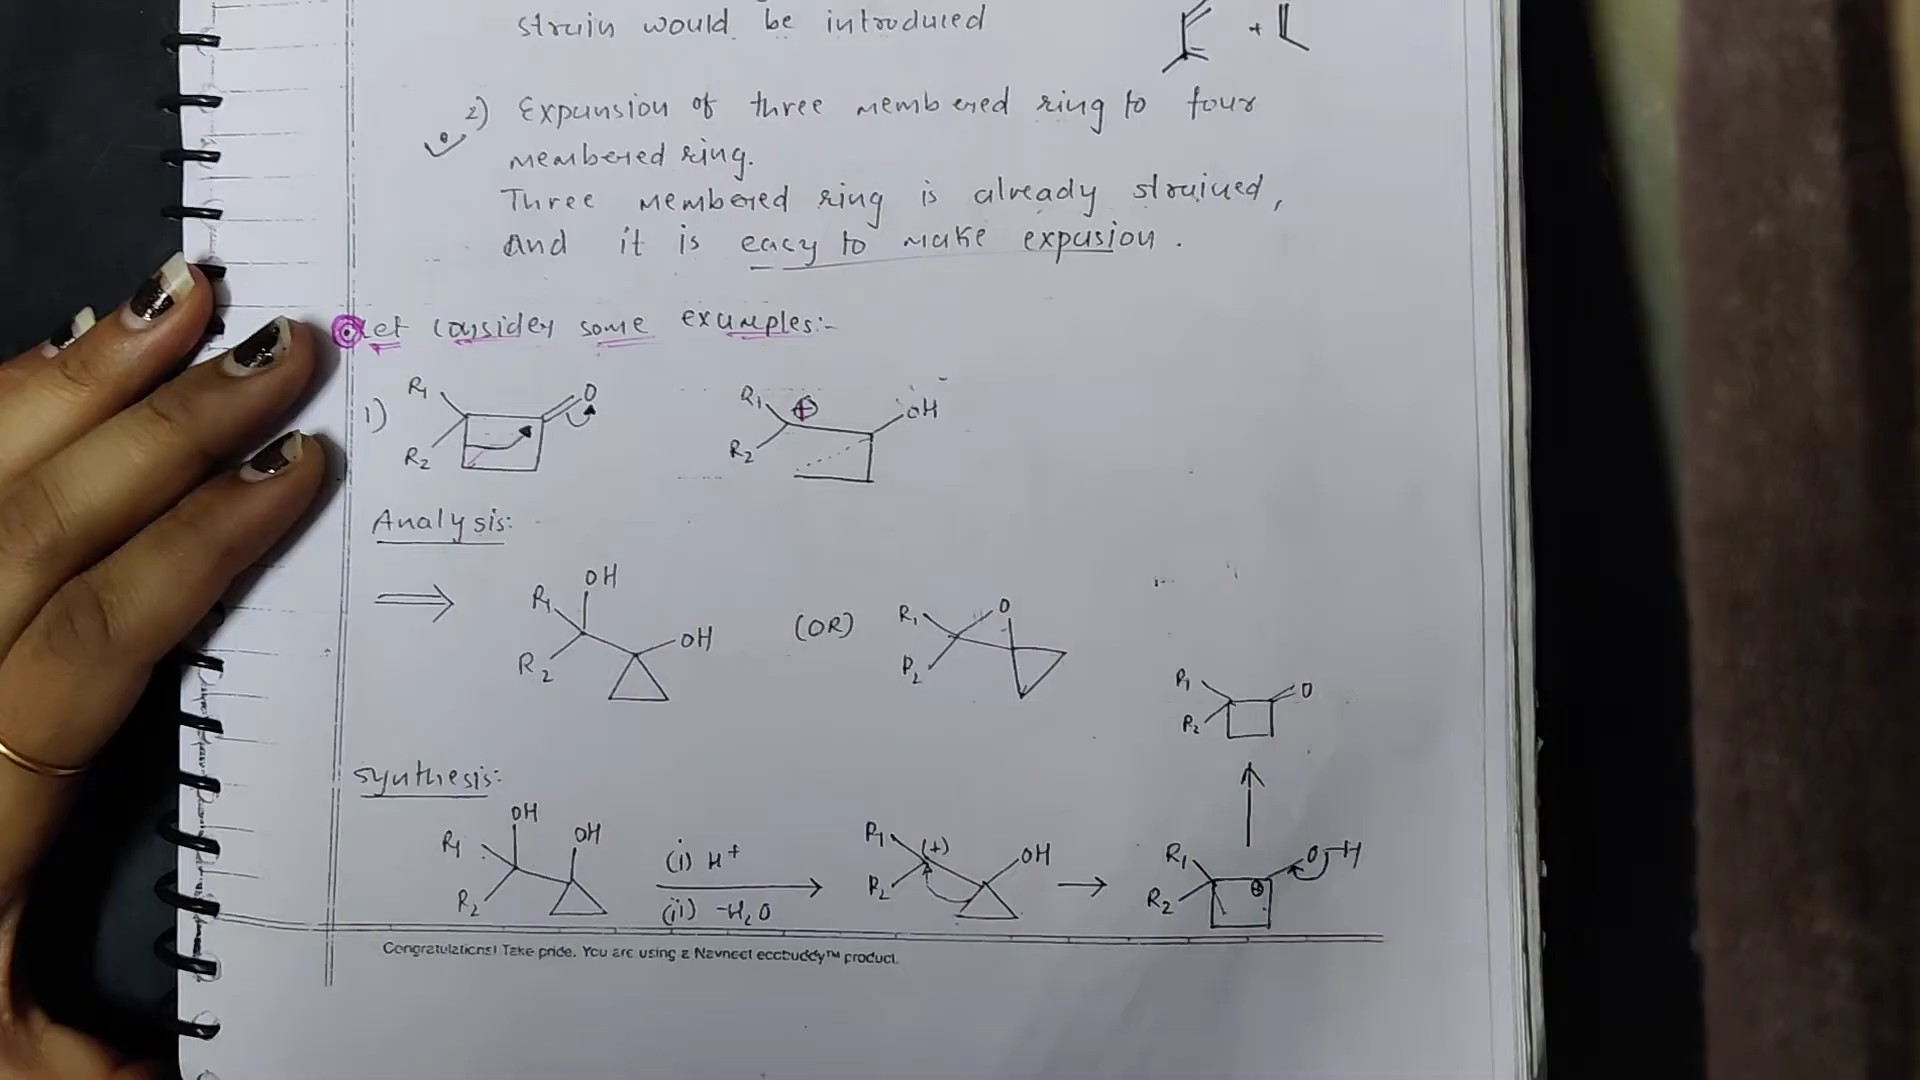 strain would be introduced
+
2) Expansion of three membered ring to four
membered ring.
Three membered ring is already strained,
and it is eacy to make expusion.
Let consider some examples:-
1) R1 R2 O
R1 ⊕ R2 OH
Analysis:
⇒ R1 OH R2 OH (OR) R1 O R2
R1 R2 O
Synthesis:
R1 OH R2 OH (i) H+ (ii) -H2O → R1 (+) R2 OH → R1 R2 ⊕ O-H
Congratulations! Take pride. You are using a Navneet ecobuddy™ product.